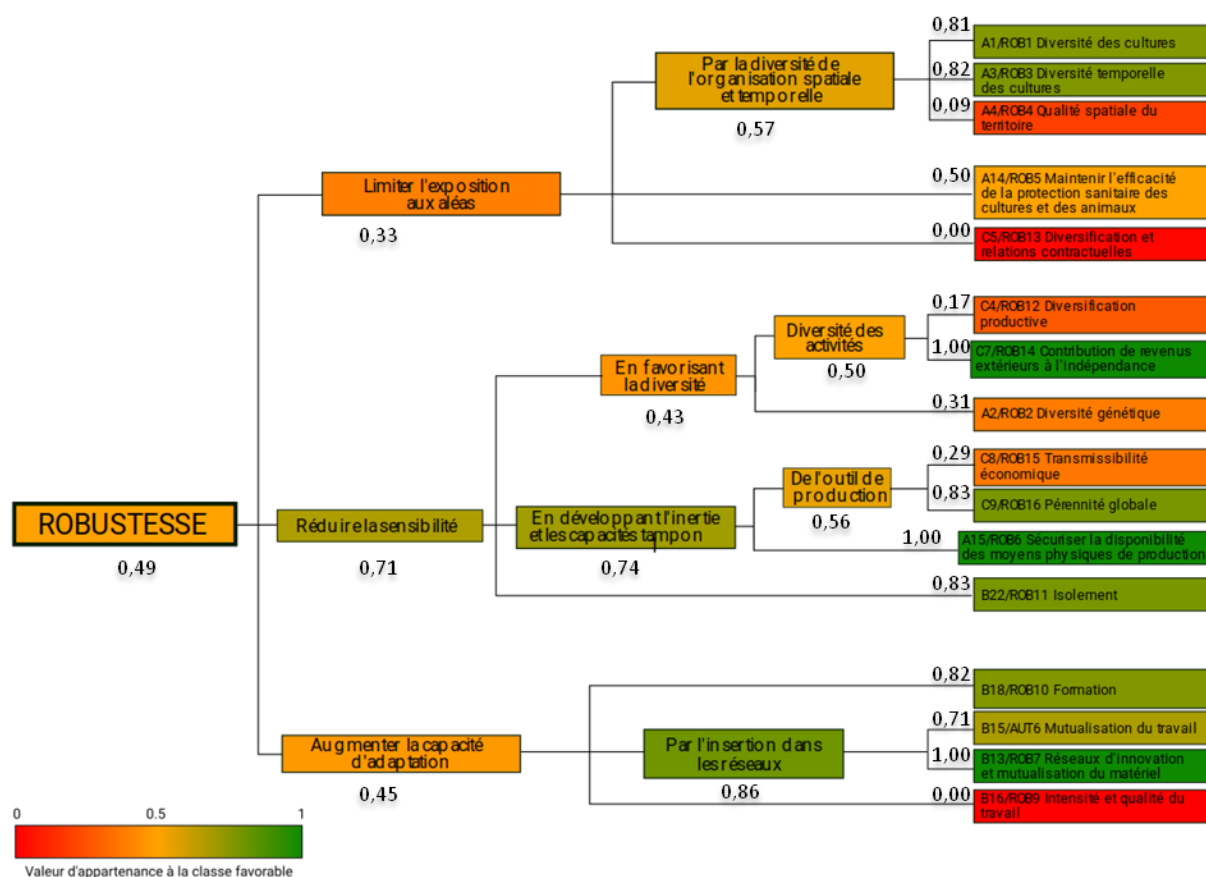 0,81
A1/ROB1 Diversité des cultures
0,82
A3/ROB3 Diversité temporelle
des cultures
0,09
A4/ROB4 Qualité spatiale du
territoire
Par la diversité de
l'organisation spatiale
et temporelle
0,57
0,50
A14/ROB5 Maintenir l'efficacité
de la protection sanitaire des
cultures et des animaux
Limiter l'exposition
aux aléas
0,33
0,00
C5/ROB13 Diversification et
relations contractuelles
0,17
C4/ROB12 Diversification
productive
Diversité des
activités
0,50
1,00
C7/ROB14 Contribution de revenus
extérieurs à l'indépendance
En favorisant
la diversité
0,43
0,31
A2/ROB2 Diversité génétique
0,29
C8/ROB15 Transmissibilité
économique
De l'outil de
production
0,56
0,83
C9/ROB16 Pérennité globale
ROBUSTESSE
0,49
Réduire la sensibilité
0,71
En développant l'inertie
et les capacités tampon
0,74
1,00
A15/ROB6 Sécuriser la disponibilité
des moyens physiques de production
0,83
B22/ROB11 Isolement
0,82
B18/ROB10 Formation
0,71
B15/AUT6 Mutualisation du travail
Augmenter la capacité
d'adaptation
0,45
Par l'insertion dans
les réseaux
0,86
1,00
B13/ROB7 Réseaux d'innovation
et mutualisation du matériel
0,00
B16/ROB9 Intensité et qualité du
travail
0 0.5 1
Valeur d'appartenance à la classe favorable